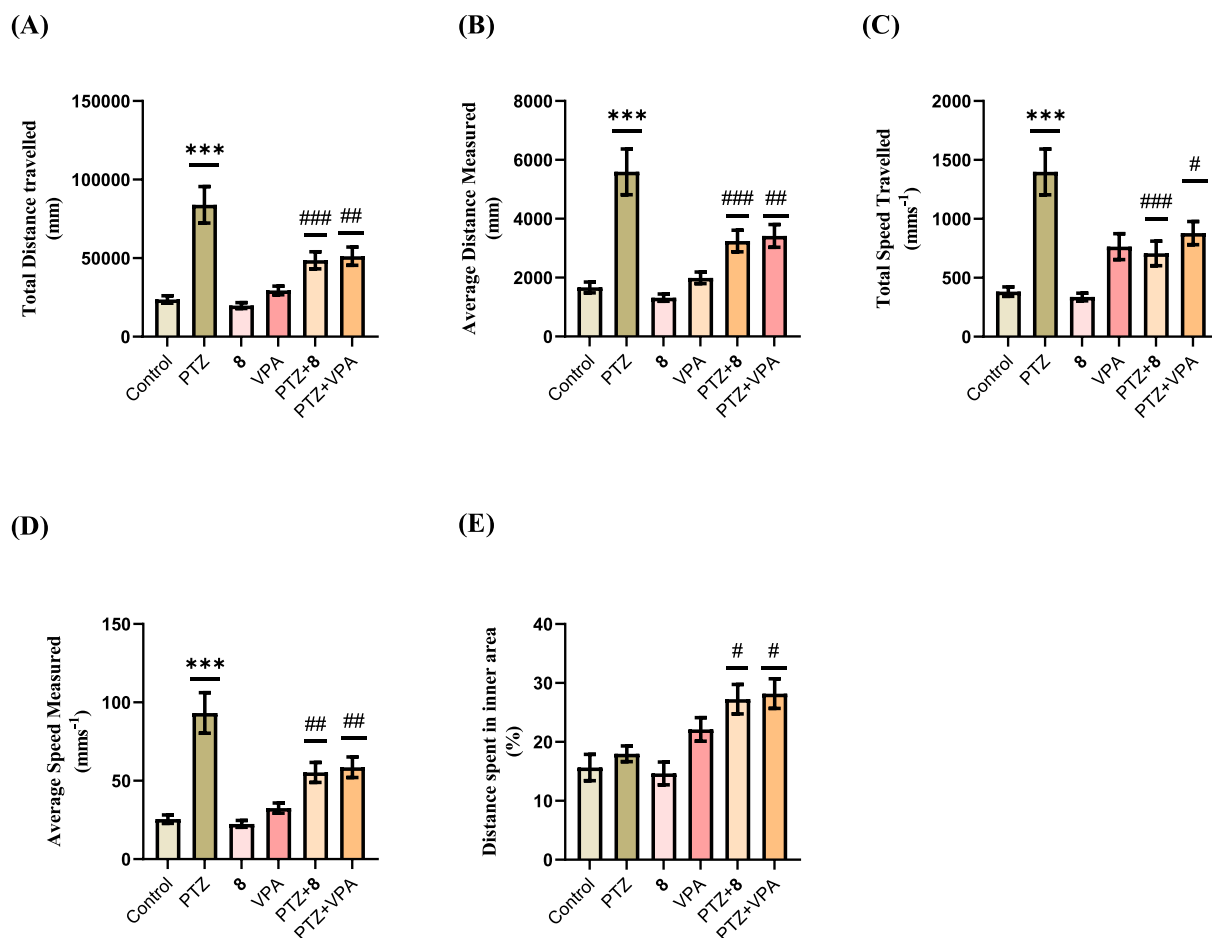 (A)
Total Distance travelled
(mm)
150000
100000
50000
0
***
###
##
Control
PTZ
8
VPA
PTZ+8
PTZ+VPA
(B)
Average Distance Measured
(mm)
8000
6000
4000
2000
0
***
###
##
Control
PTZ
8
VPA
PTZ+8
PTZ+VPA
(C)
Total Speed Travelled
(mms⁻¹)
2000
1500
1000
500
0
***
###
#
Control
PTZ
8
VPA
PTZ+8
PTZ+VPA
(D)
Average Speed Measured
(mms⁻¹)
150
100
50
0
***
##
##
Control
PTZ
8
VPA
PTZ+8
PTZ+VPA
(E)
Distance spent in inner area
(%)
40
30
20
10
0
#
#
Control
PTZ
8
VPA
PTZ+8
PTZ+VPA